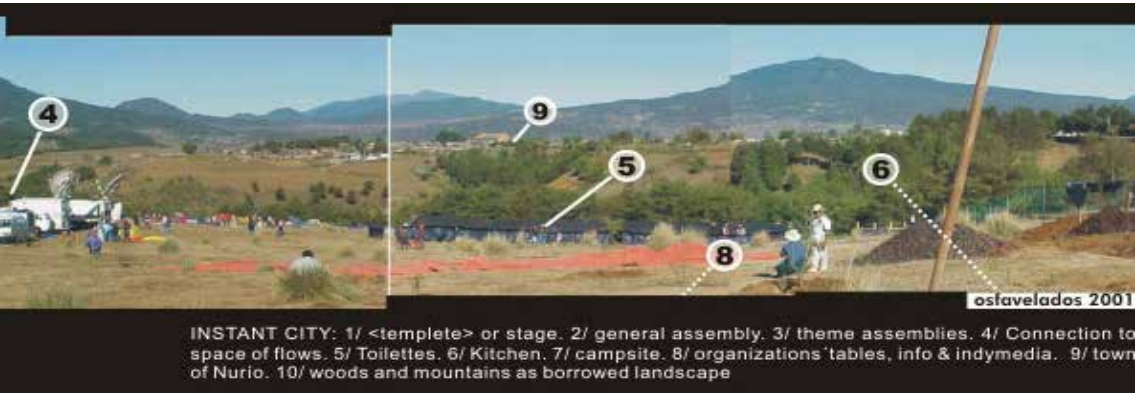 4
9
5
6
8
osfavelados 2001
INSTANT CITY: 1/ <templete> or stage. 2/ general assembly. 3/ theme assemblies. 4/ Connection to
space of flows. 5/ Toilettes. 6/ Kitchen. 7/ campsite. 8/ organizations`tables, info & indymedia. 9/ town
of Nurio. 10/ woods and mountains as borrowed landscape